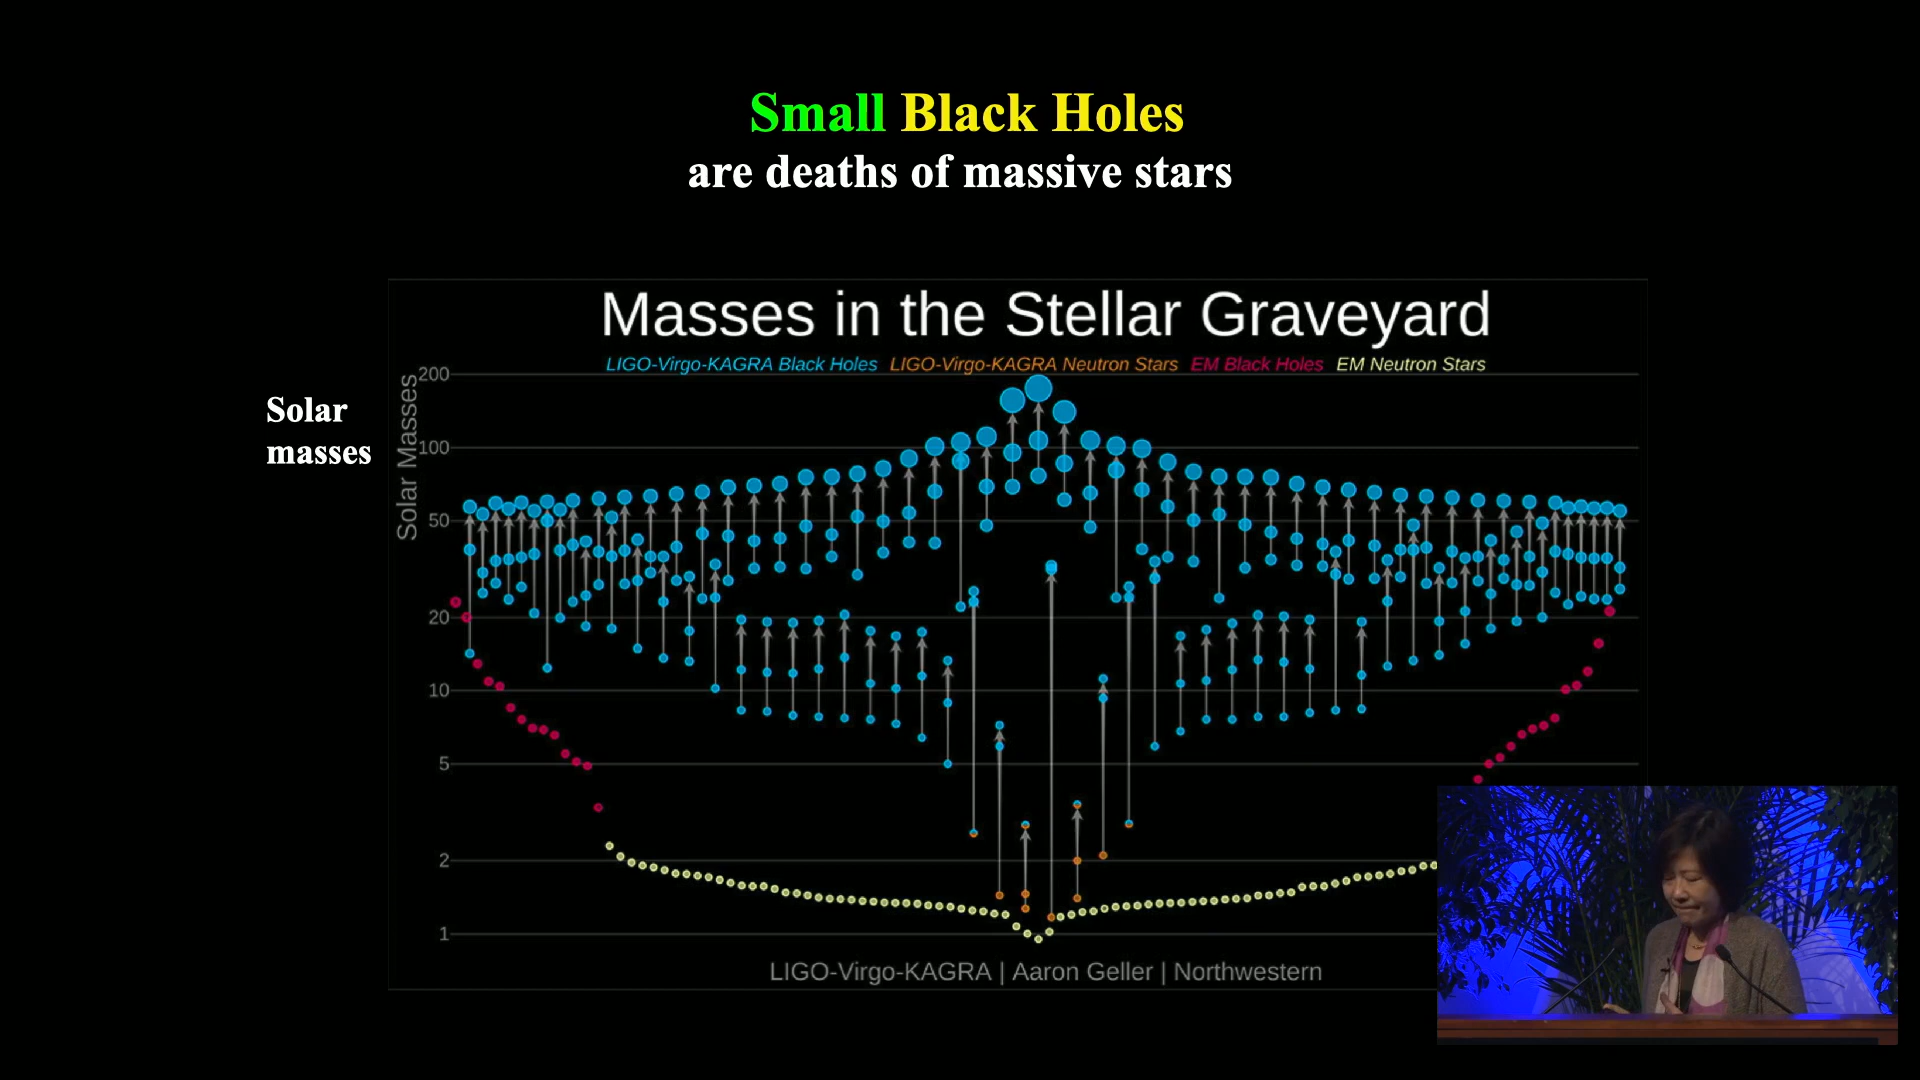 Small Black Holes
are deaths of massive stars
Masses in the Stellar Graveyard
LIGO-Virgo-KAGRA Black Holes LIGO-Virgo-KAGRA Neutron Stars EM Black Holes EM Neutron Stars
Solar
masses
Solar Masses
200
100
50
20
10
5
2
1
LIGO-Virgo-KAGRA | Aaron Geller | Northwestern